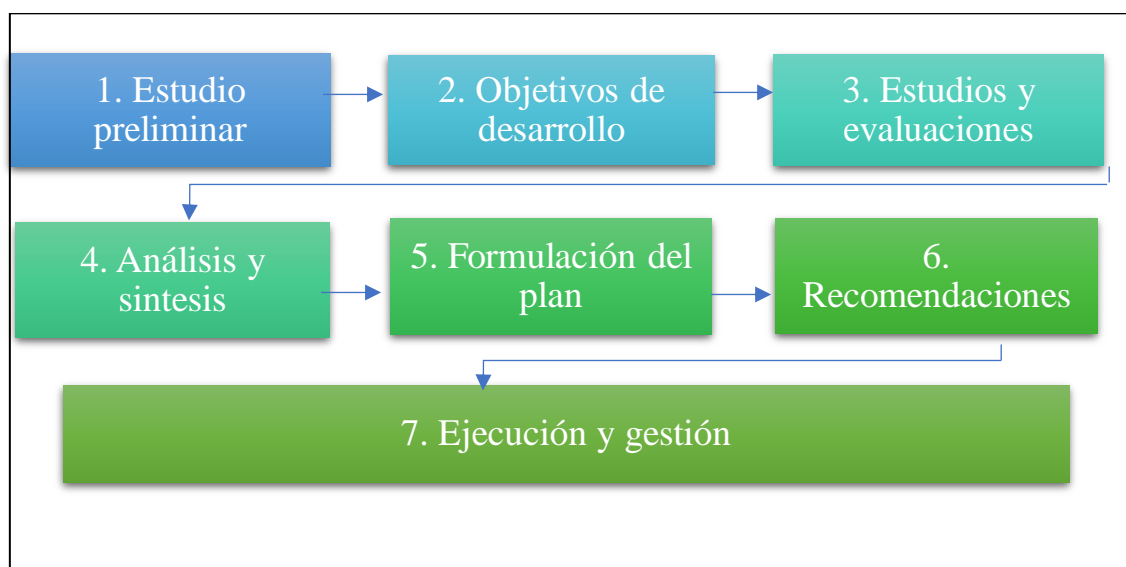 1. Estudio
preliminar
2. Objetivos de
desarrollo
3. Estudios y
evaluaciones
4. Análisis y
sintesis
5. Formulación del
plan
6.
Recomendaciones
7. Ejecución y gestión